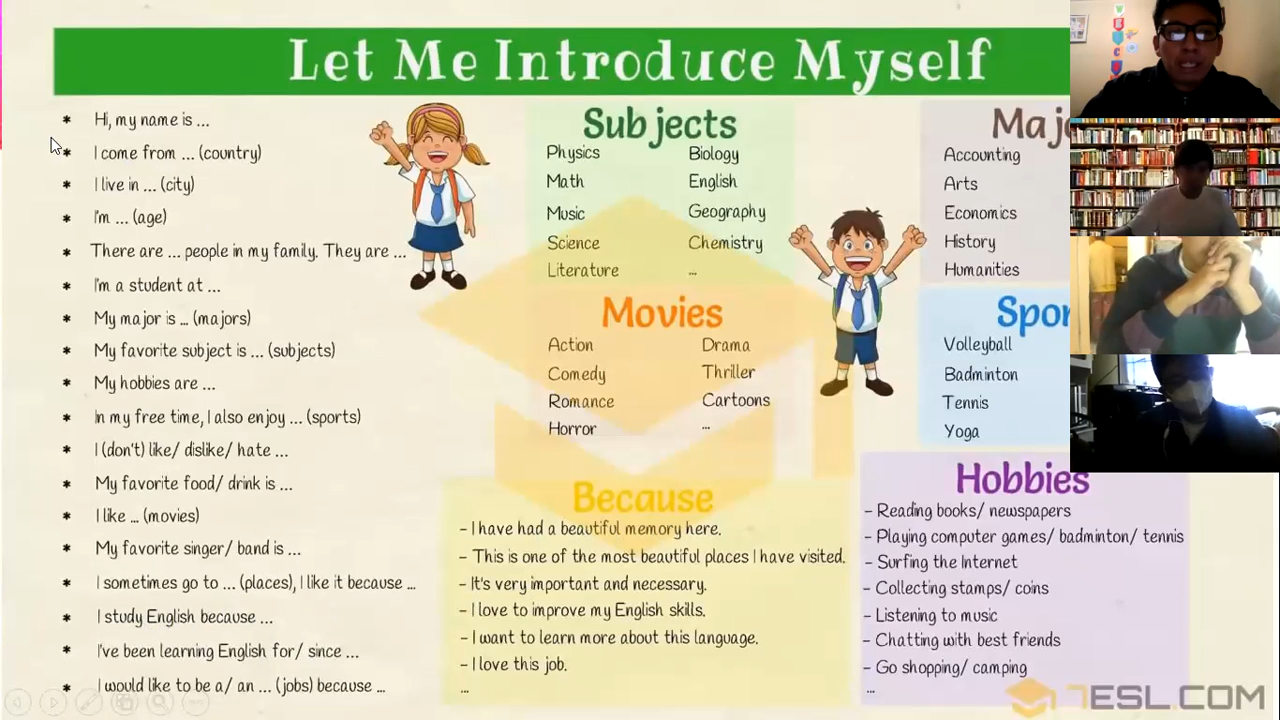 Let Me Introduce Myself
* Hi, my name is ...
* I come from ... (country)
* I live in ... (city)
* I'm ... (age)
* There are ... people in my family. They are ...
* I'm a student at ...
* My major is ... (majors)
* My favorite subject is ... (subjects)
* My hobbies are ...
* In my free time, I also enjoy ... (sports)
* I (don't) like/ dislike/ hate ...
* My favorite food/ drink is ...
* I like ... (movies)
* My favorite singer/ band is ...
* I sometimes go to ... (places), I like it because ...
* I study English because ...
* I've been learning English for/ since ...
* I would like to be a/ an ... (jobs) because ...
Subjects
Physics Biology
Math English
Music Geography
Science Chemistry
Literature ...
Movies
Action Drama
Comedy Thriller
Romance Cartoons
Horror ...
Because
- I have had a beautiful memory here.
- This is one of the most beautiful places I have visited.
- It's very important and necessary.
- I love to improve my English skills.
- I want to learn more about this language.
- I love this job.
...
Accounting
Arts
Economics
History
Humanities
Volleyball
Badminton
Tennis
Yoga
Hobbies
- Reading books/ newspapers
- Playing computer games/ badminton/ tennis
- Surfing the Internet
- Collecting stamps/ coins
- Listening to music
- Chatting with best friends
- Go shopping/ camping
...
7ESL.COM